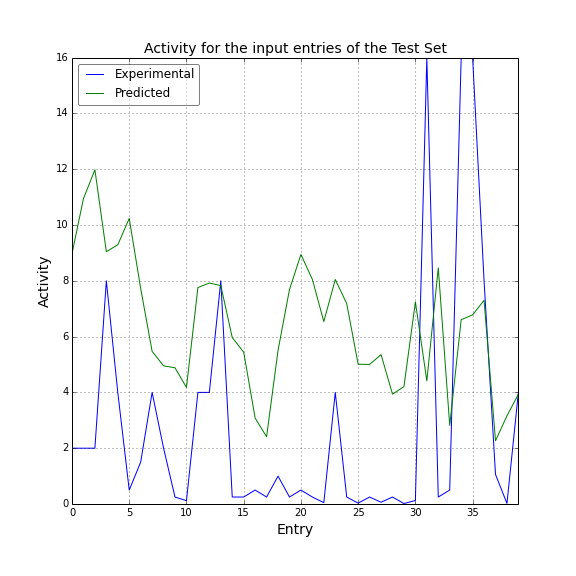 Activity for the input entries of the Test Set
Experimental
Predicted
16
14
12
10
8
6
4
2
0
Activity
0 5 10 15 20 25 30 35
Entry